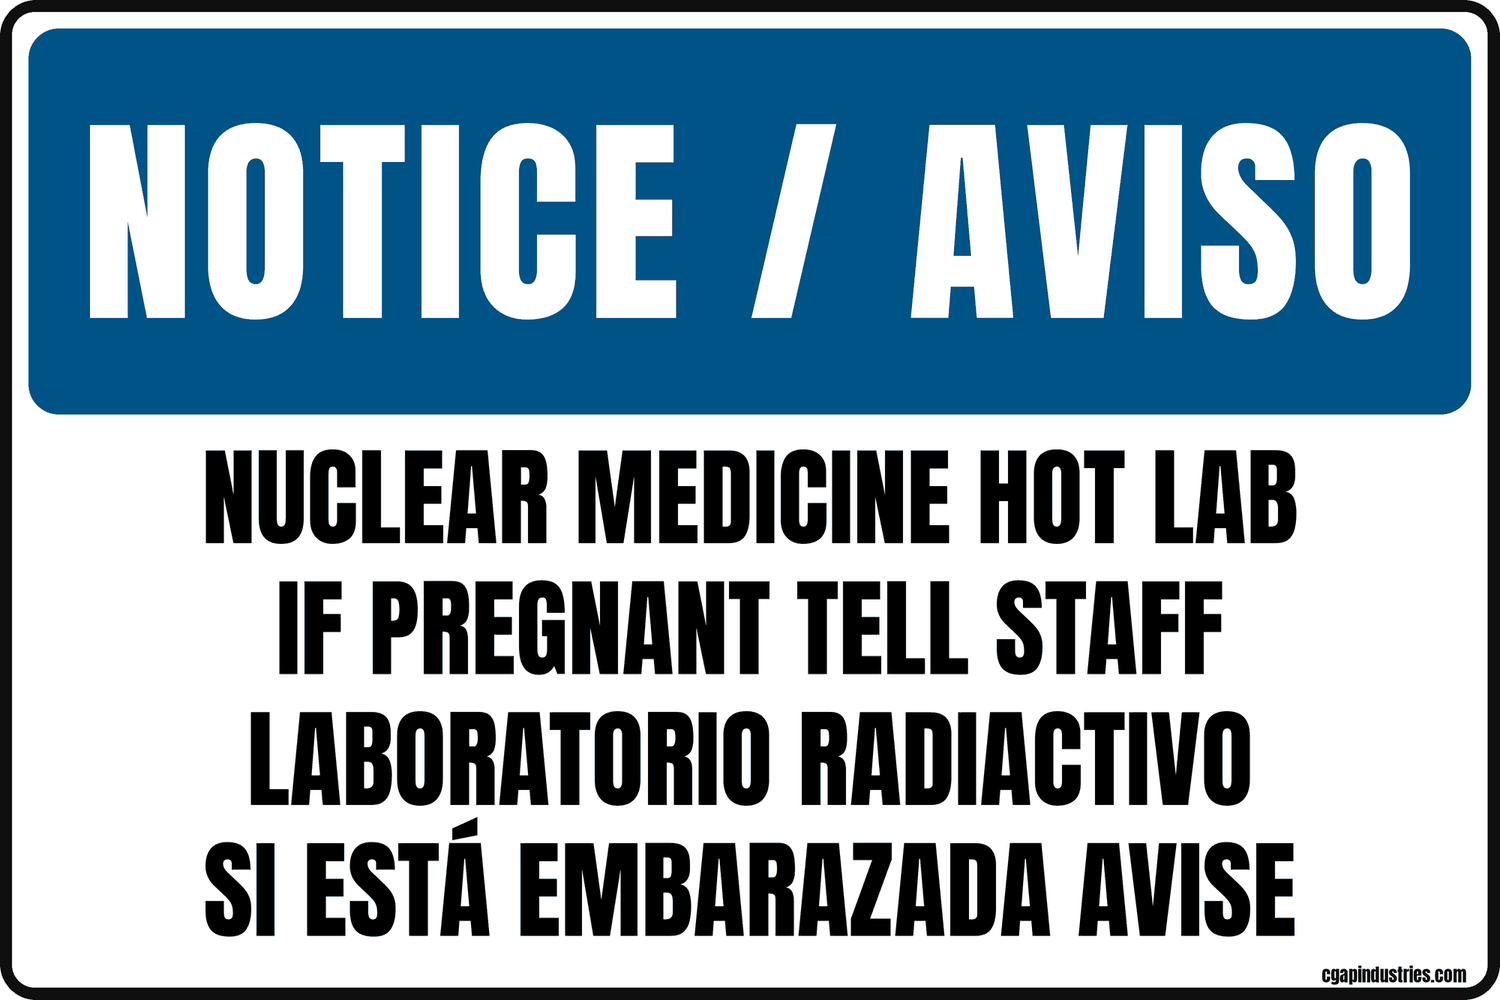 NOTICE / AVISO
NUCLEAR MEDICINE HOT LAB
IF PREGNANT TELL STAFF
LABORATORIO RADIACTIVO
SI ESTÁ EMBARAZADA AVISE
cgapindustries.com